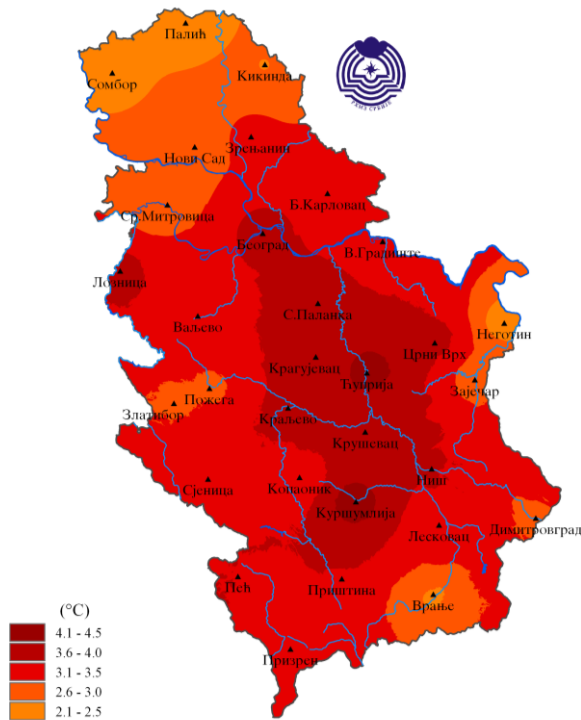 Палић
Кикинда
Сомбор
Зрењанин
Нови Сад
Б.Карловац
Ср.Митровица
Београд
В.Градиште
Лозница
С.Паланка
Ваљево
Неготин
Црни Врх
Крагујевац
Ћуприја
Зајечар
Пожега
Златибор
Краљево
Крушевац
Ниш
Копаоник
Сјеница
Куршумлија
Димитровград
Лесковац
Пећ
Приштина
Врање
Призрен
(°C)
4.1 - 4.5
3.6 - 4.0
3.1 - 3.5
2.6 - 3.0
2.1 - 2.5